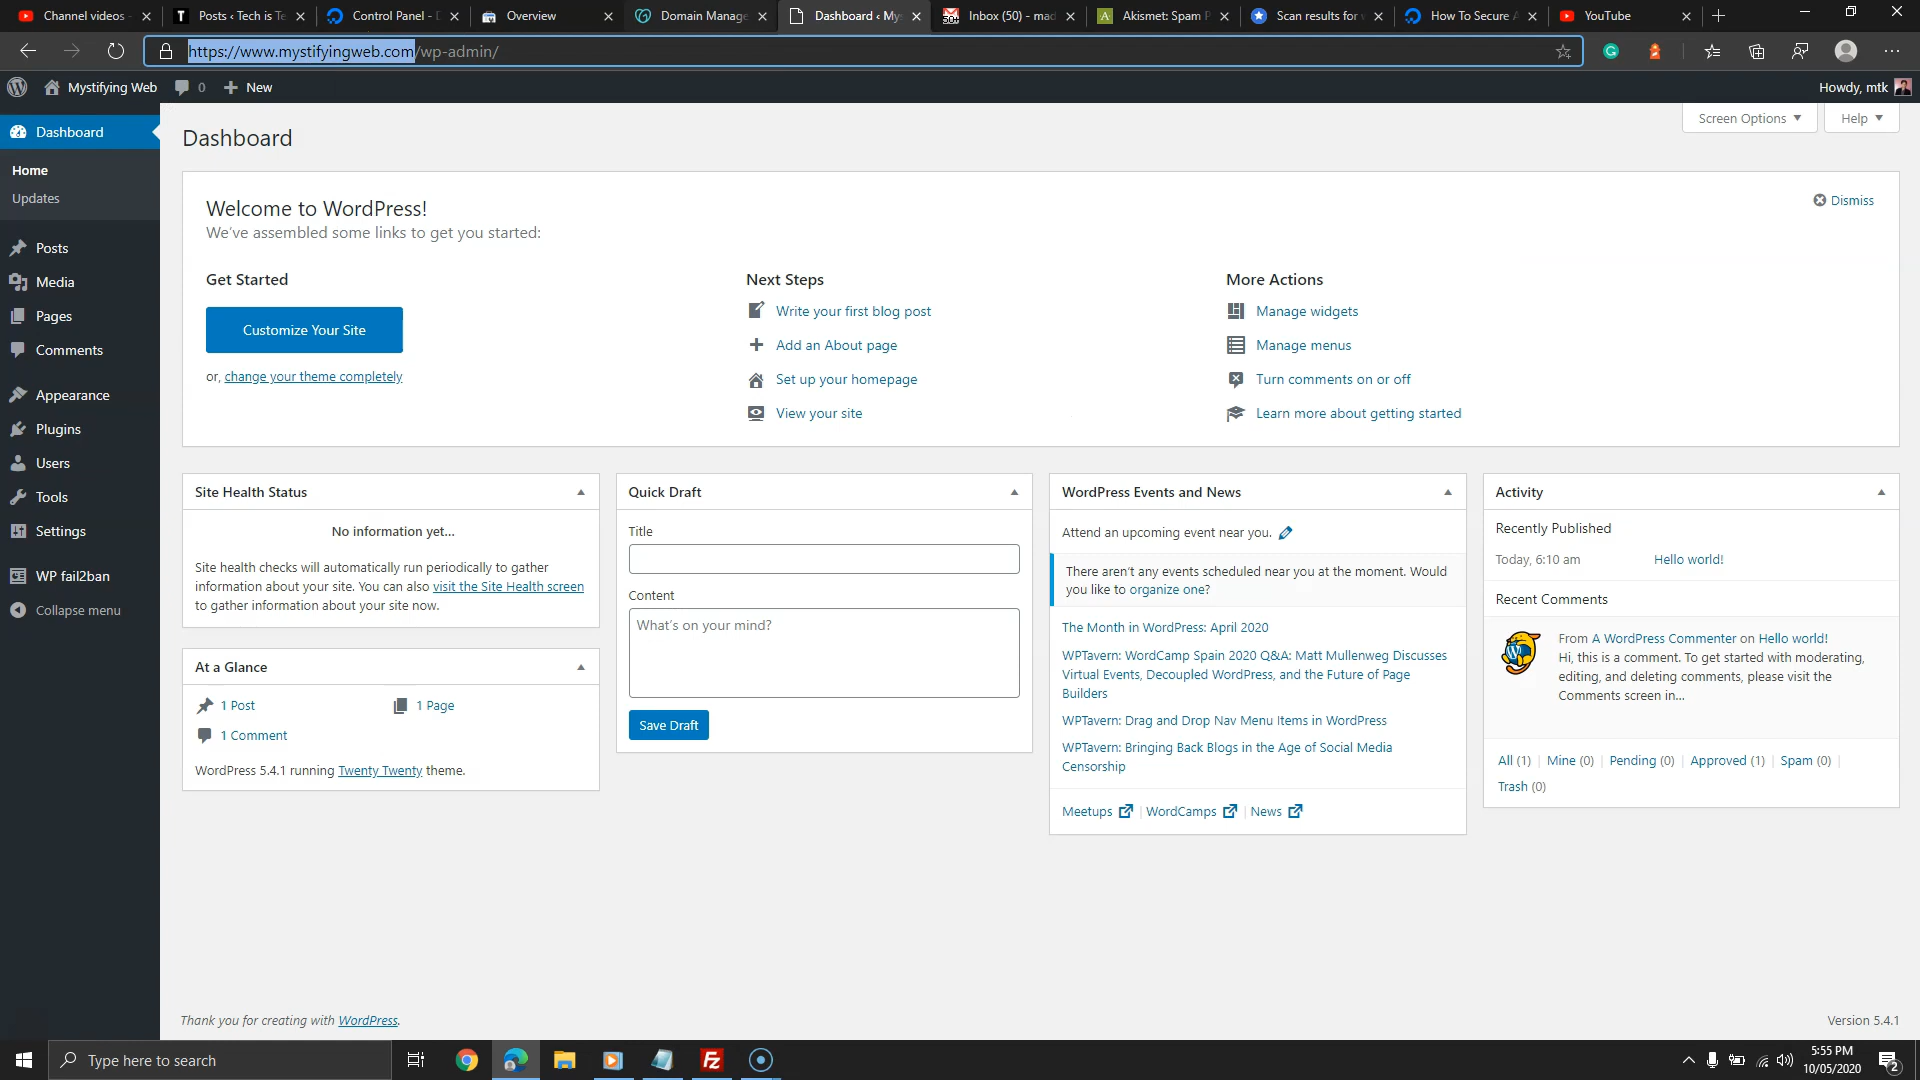 Channel videos -
Posts ‹ Tech is Te
Control Panel - D
Overview
Domain Manage
Dashboard ‹ My
Inbox (50) - mad
Akismet: Spam P
Scan results for w
How To Secure A
YouTube
https://www.mystifyingweb.com/wp-admin/
Mystifying Web
0
New
Howdy, mtk
Dashboard
Home
Updates
Posts
Media
Pages
Comments
Appearance
Plugins
Users
Tools
Settings
WP fail2ban
Collapse menu
Dashboard
Screen Options
Help
Welcome to WordPress!
We've assembled some links to get you started:
Dismiss
Get Started
Customize Your Site
or, change your theme completely
Next Steps
Write your first blog post
Add an About page
Set up your homepage
View your site
More Actions
Manage widgets
Manage menus
Turn comments on or off
Learn more about getting started
Site Health Status
No information yet...
Site health checks will automatically run periodically to gather
information about your site. You can also visit the Site Health screen
to gather information about your site now.
At a Glance
1 Post
1 Page
1 Comment
WordPress 5.4.1 running Twenty Twenty theme.
Quick Draft
Title
Content
What's on your mind?
Save Draft
WordPress Events and News
Attend an upcoming event near you.
There aren't any events scheduled near you at the moment. Would
you like to organize one?
The Month in WordPress: April 2020
WPTavern: WordCamp Spain 2020 Q&A: Matt Mullenweg Discusses
Virtual Events, Decoupled WordPress, and the Future of Page
Builders
WPTavern: Drag and Drop Nav Menu Items in WordPress
WPTavern: Bringing Back Blogs in the Age of Social Media
Censorship
Meetups | WordCamps | News
Activity
Recently Published
Today, 6:10 am
Hello world!
Recent Comments
From A WordPress Commenter on Hello world!
Hi, this is a comment. To get started with moderating,
editing, and deleting comments, please visit the
Comments screen in...
All (1) | Mine (0) | Pending (0) | Approved (1) | Spam (0) |
Trash (0)
Thank you for creating with WordPress.
Version 5.4.1
Type here to search
5:55 PM
10/05/2020
2